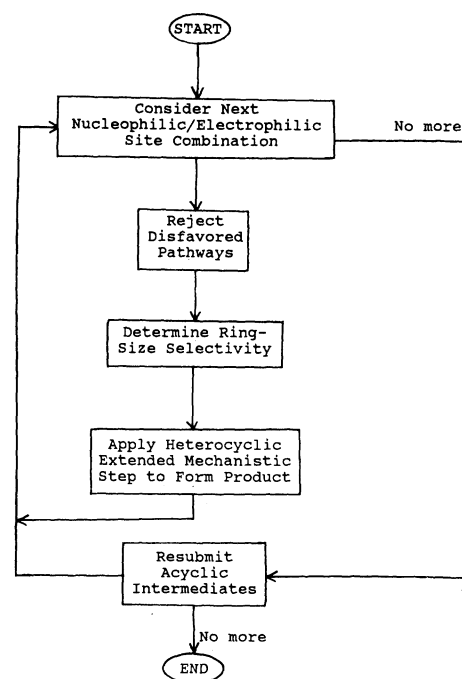 START
Consider Next
Nucleophilic/Electrophilic
Site Combination
No more
Reject
Disfavored
Pathways
Determine Ring-
Size Selectivity
Apply Heterocyclic
Extended Mechanistic
Step to Form Product
Resubmit
Acyclic
Intermediates
No more
END